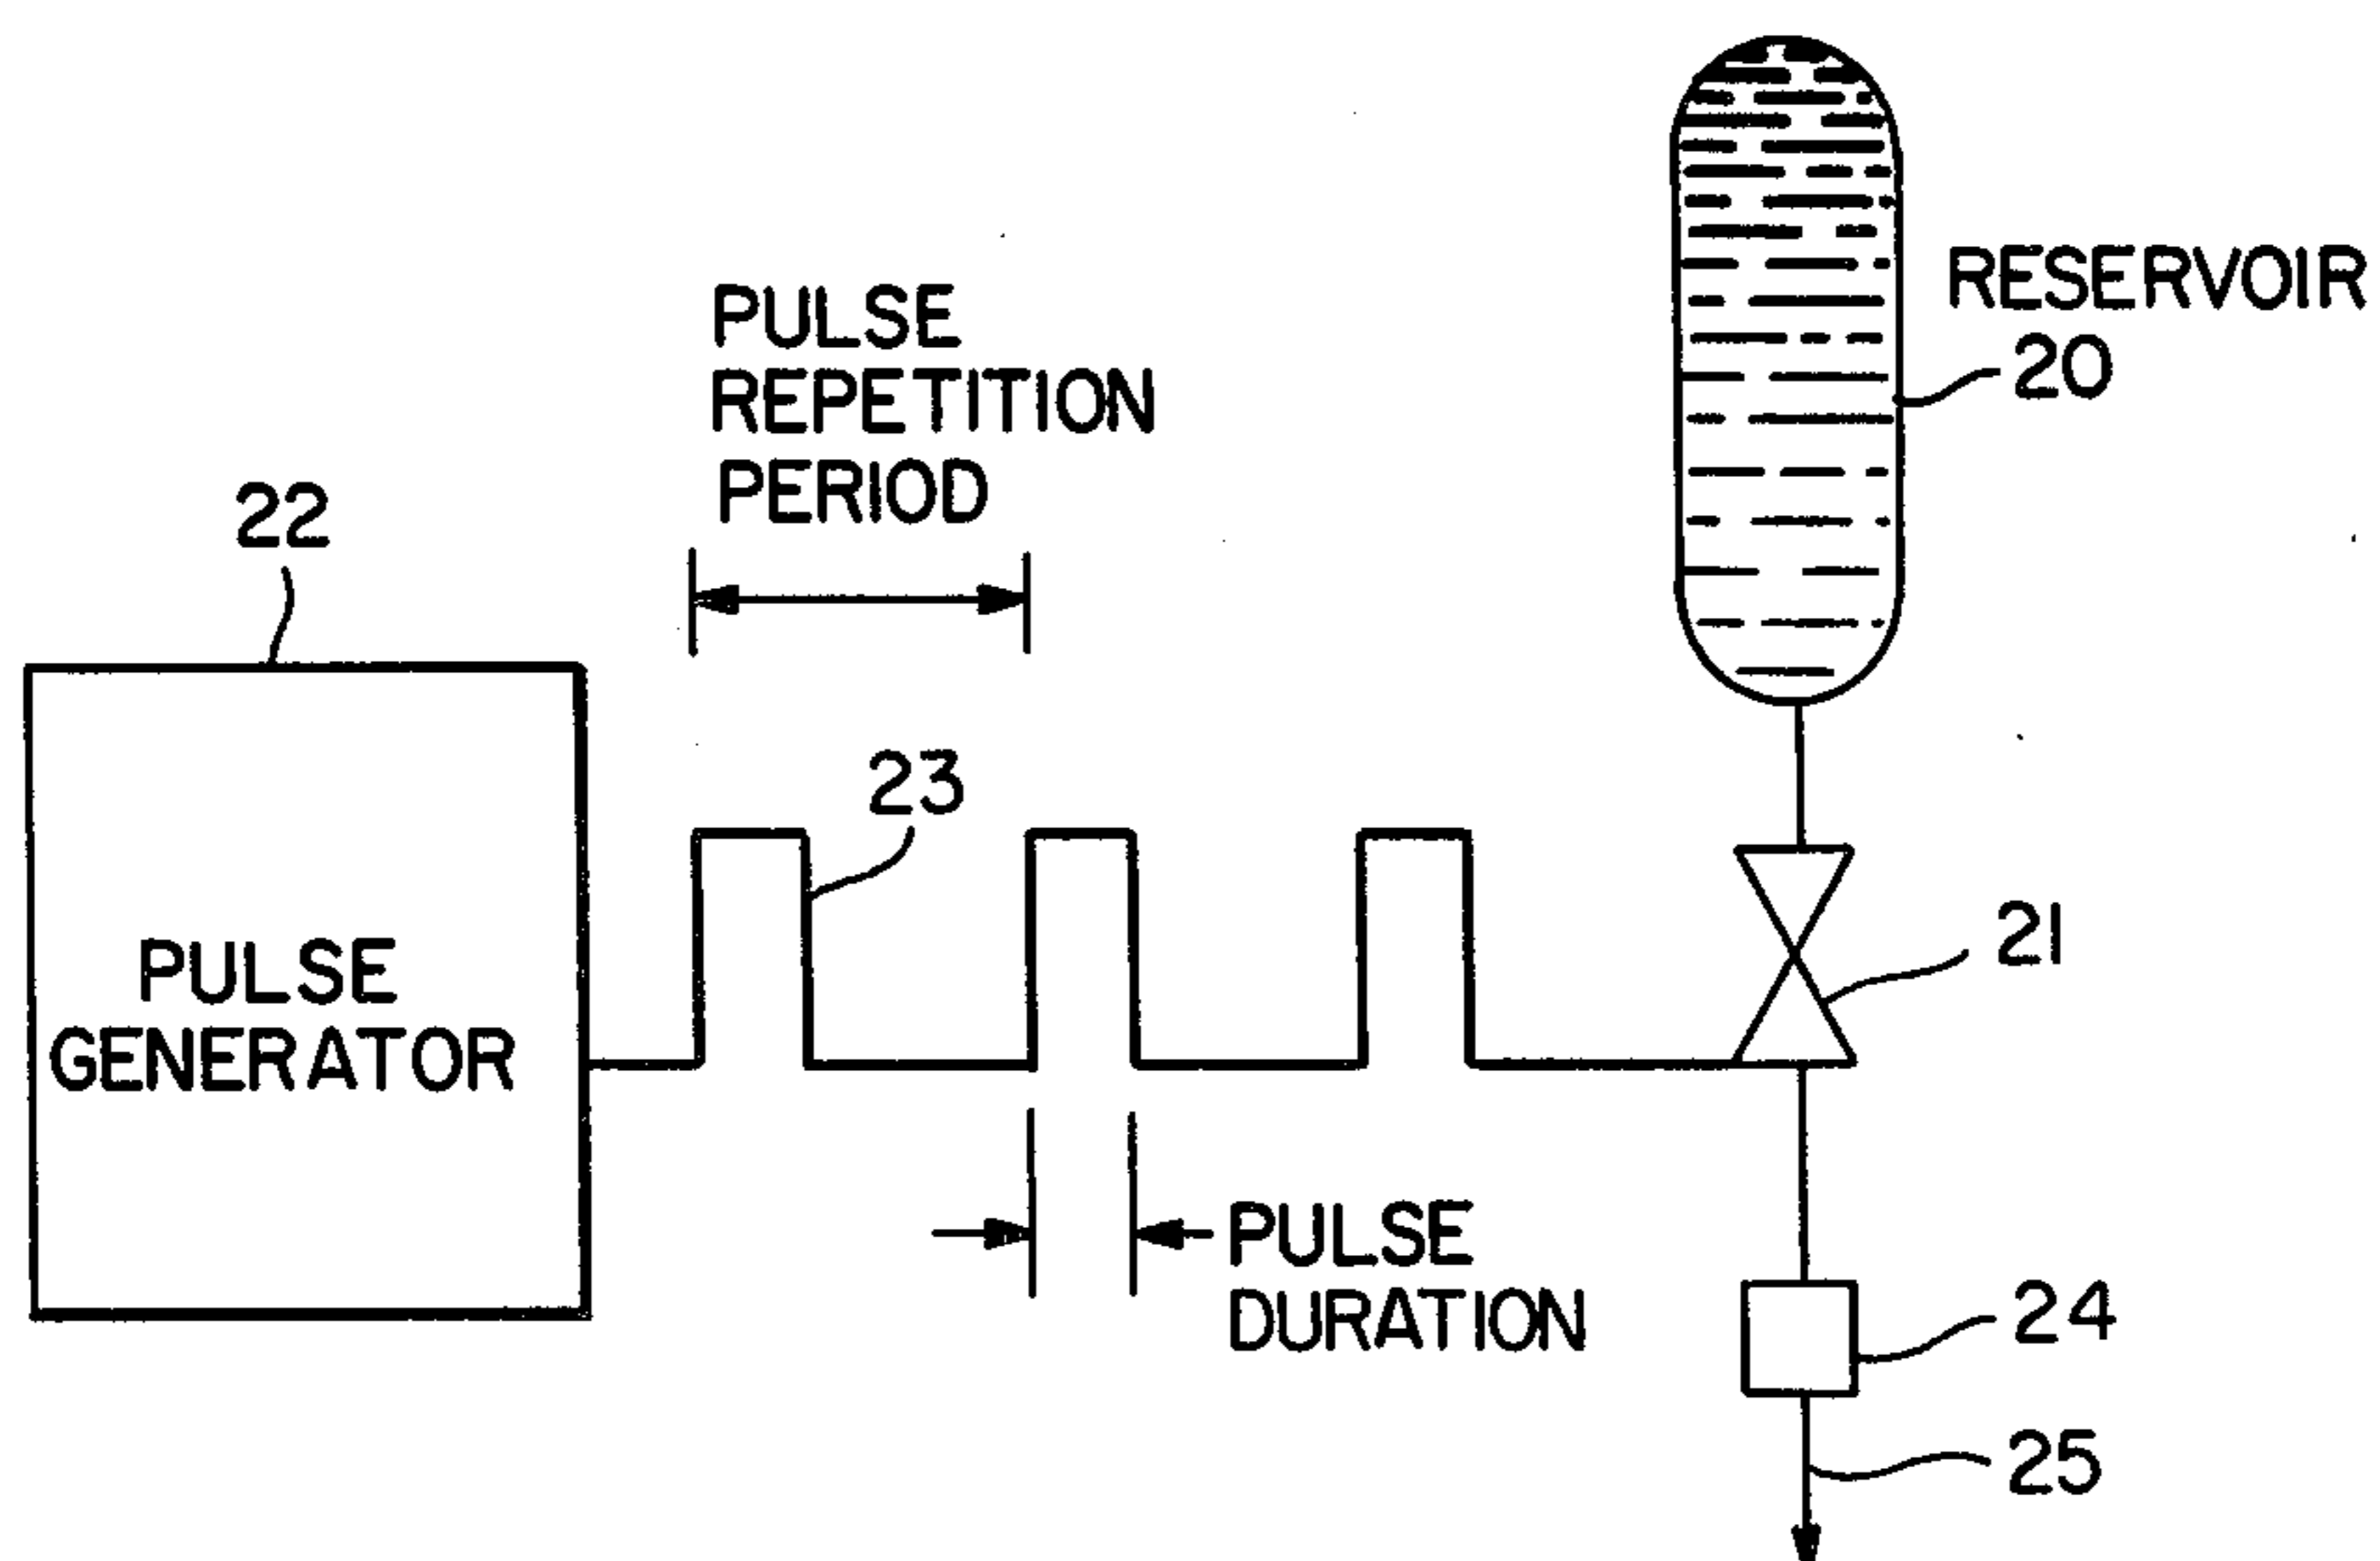 RESERVOIR
20
PULSE
REPETITION
PERIOD
22
23
21
PULSE
GENERATOR
PULSE
DURATION
24
25